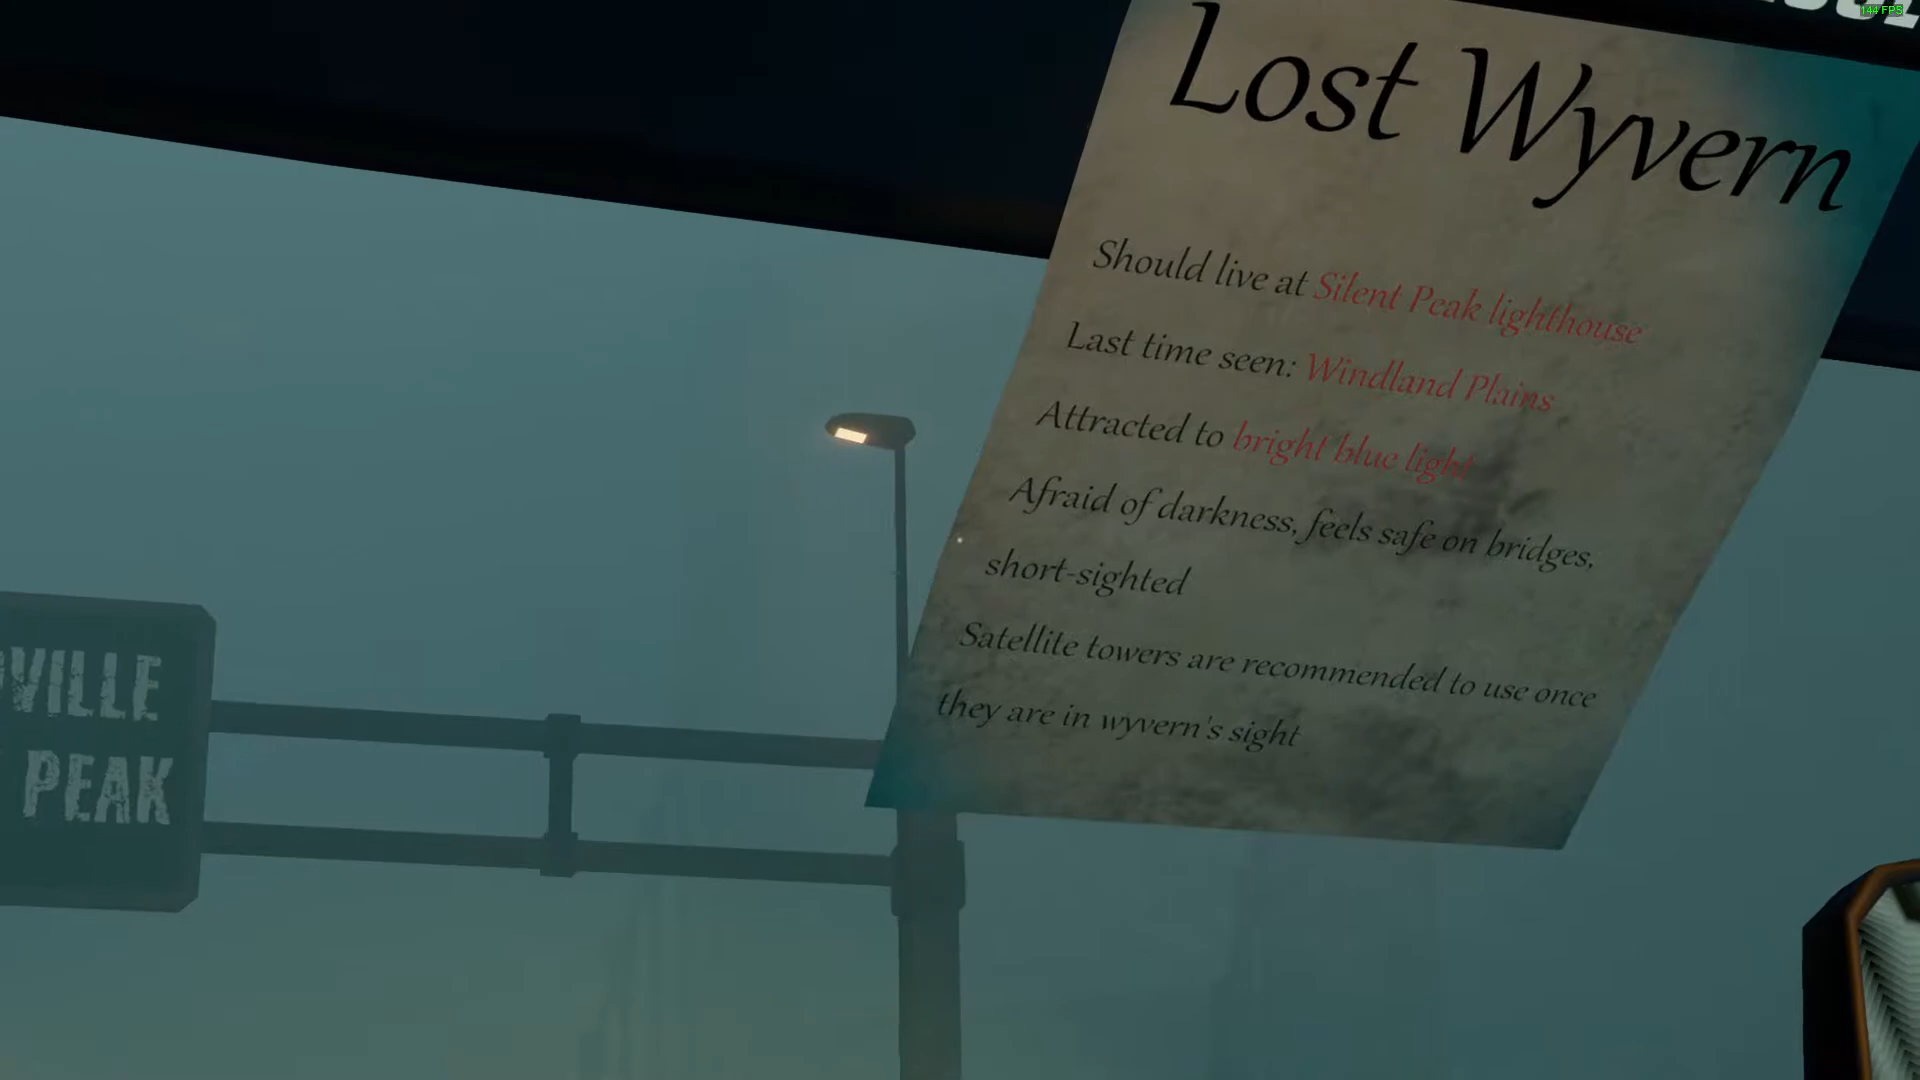 144 FPS
Lost Wyvern
Should live at Silent Peak lighthouse
Last time seen: Windland Plains
Attracted to bright blue light
Afraid of darkness, feels safe on bridges,
short-sighted
Satellite towers are recommended to use once
they are in wyvern's sight
VILLE
PEAK